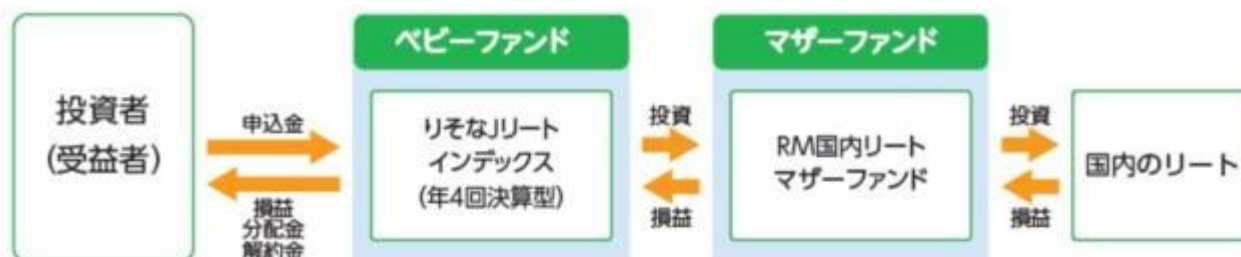 投資者
(受益者)
申込金
損益
分配金
解約金
ベビーファンド
りそなJリート
インデックス
(年4回決算型)
投資
損益
マザーファンド
RM国内リート
マザーファンド
投資
損益
国内のリート